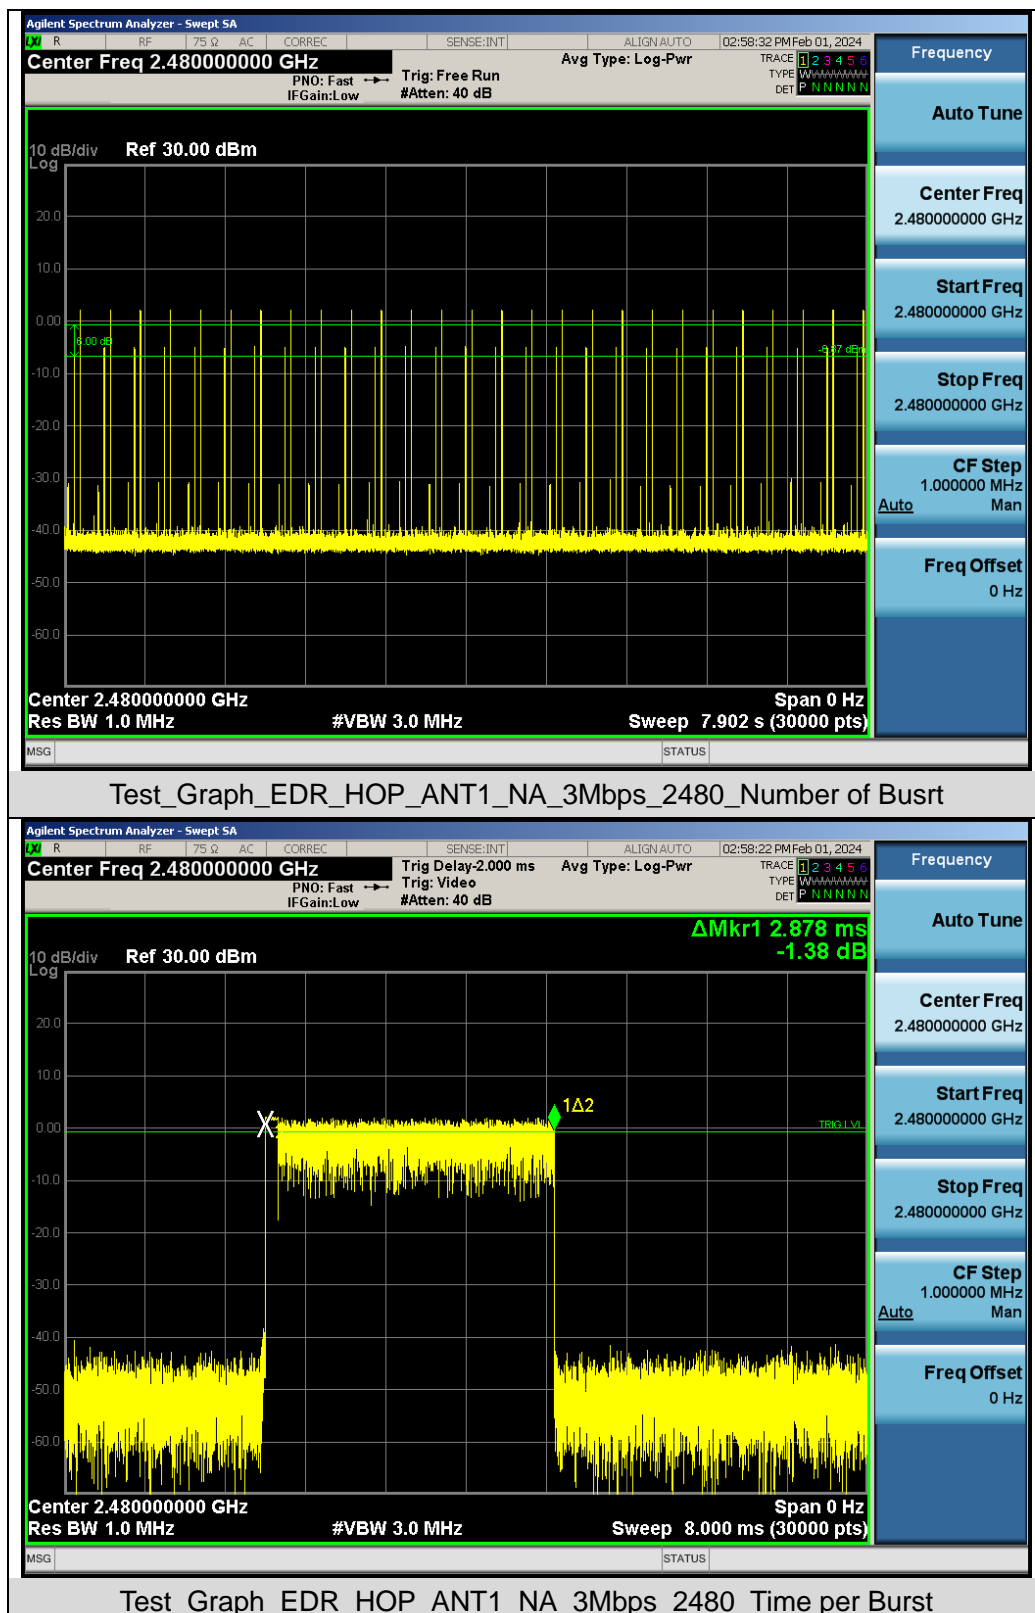 Agilent Spectrum Analyzer - Swept SA
LXI R RF 75 Ω AC CORREC SENSE:INT ALIGN AUTO 02:58:32 PM Feb 01, 2024
Center Freq 2.480000000 GHz Avg Type: Log-Pwr TRACE 1 2 3 4 5 6
PNO: Fast Trig: Free Run TYPE W
IFGain:Low #Atten: 40 dB DET P N N N N N
Frequency
Auto Tune
Center Freq
2.480000000 GHz
Start Freq
2.480000000 GHz
Stop Freq
2.480000000 GHz
CF Step
1.000000 MHz
Auto Man
Freq Offset
0 Hz
10 dB/div Ref 30.00 dBm
Log
20.0
10.0
0.00
6.00 dB
dBm
-10.0
-20.0
-30.0
-40.0
-50.0
-60.0
Center 2.480000000 GHz Span 0 Hz
Res BW 1.0 MHz #VBW 3.0 MHz Sweep 7.902 s (30000 pts)
MSG STATUS
Test_Graph_EDR_HOP_ANT1_NA_3Mbps_2480_Number of Busrt
Agilent Spectrum Analyzer - Swept SA
LXI R RF 75 Ω AC CORREC SENSE:INT ALIGN AUTO 02:58:22 PM Feb 01, 2024
Center Freq 2.480000000 GHz Trig Delay-2.000 ms Avg Type: Log-Pwr TRACE 1 2 3 4 5 6
PNO: Fast Trig: Video TYPE W
IFGain:Low #Atten: 40 dB DET P N N N N N
Frequency
Auto Tune
Center Freq
2.480000000 GHz
Start Freq
2.480000000 GHz
Stop Freq
2.480000000 GHz
CF Step
1.000000 MHz
Auto Man
Freq Offset
0 Hz
ΔMkr1 2.878 ms
-1.38 dB
10 dB/div Ref 30.00 dBm
Log
20.0
10.0
1Δ2
0.00
TRIG LVL
-10.0
-20.0
-30.0
-40.0
-50.0
-60.0
Center 2.480000000 GHz Span 0 Hz
Res BW 1.0 MHz #VBW 3.0 MHz Sweep 8.000 ms (30000 pts)
MSG STATUS
Test_Graph_EDR_HOP_ANT1_NA_3Mbps_2480_Time per Burst